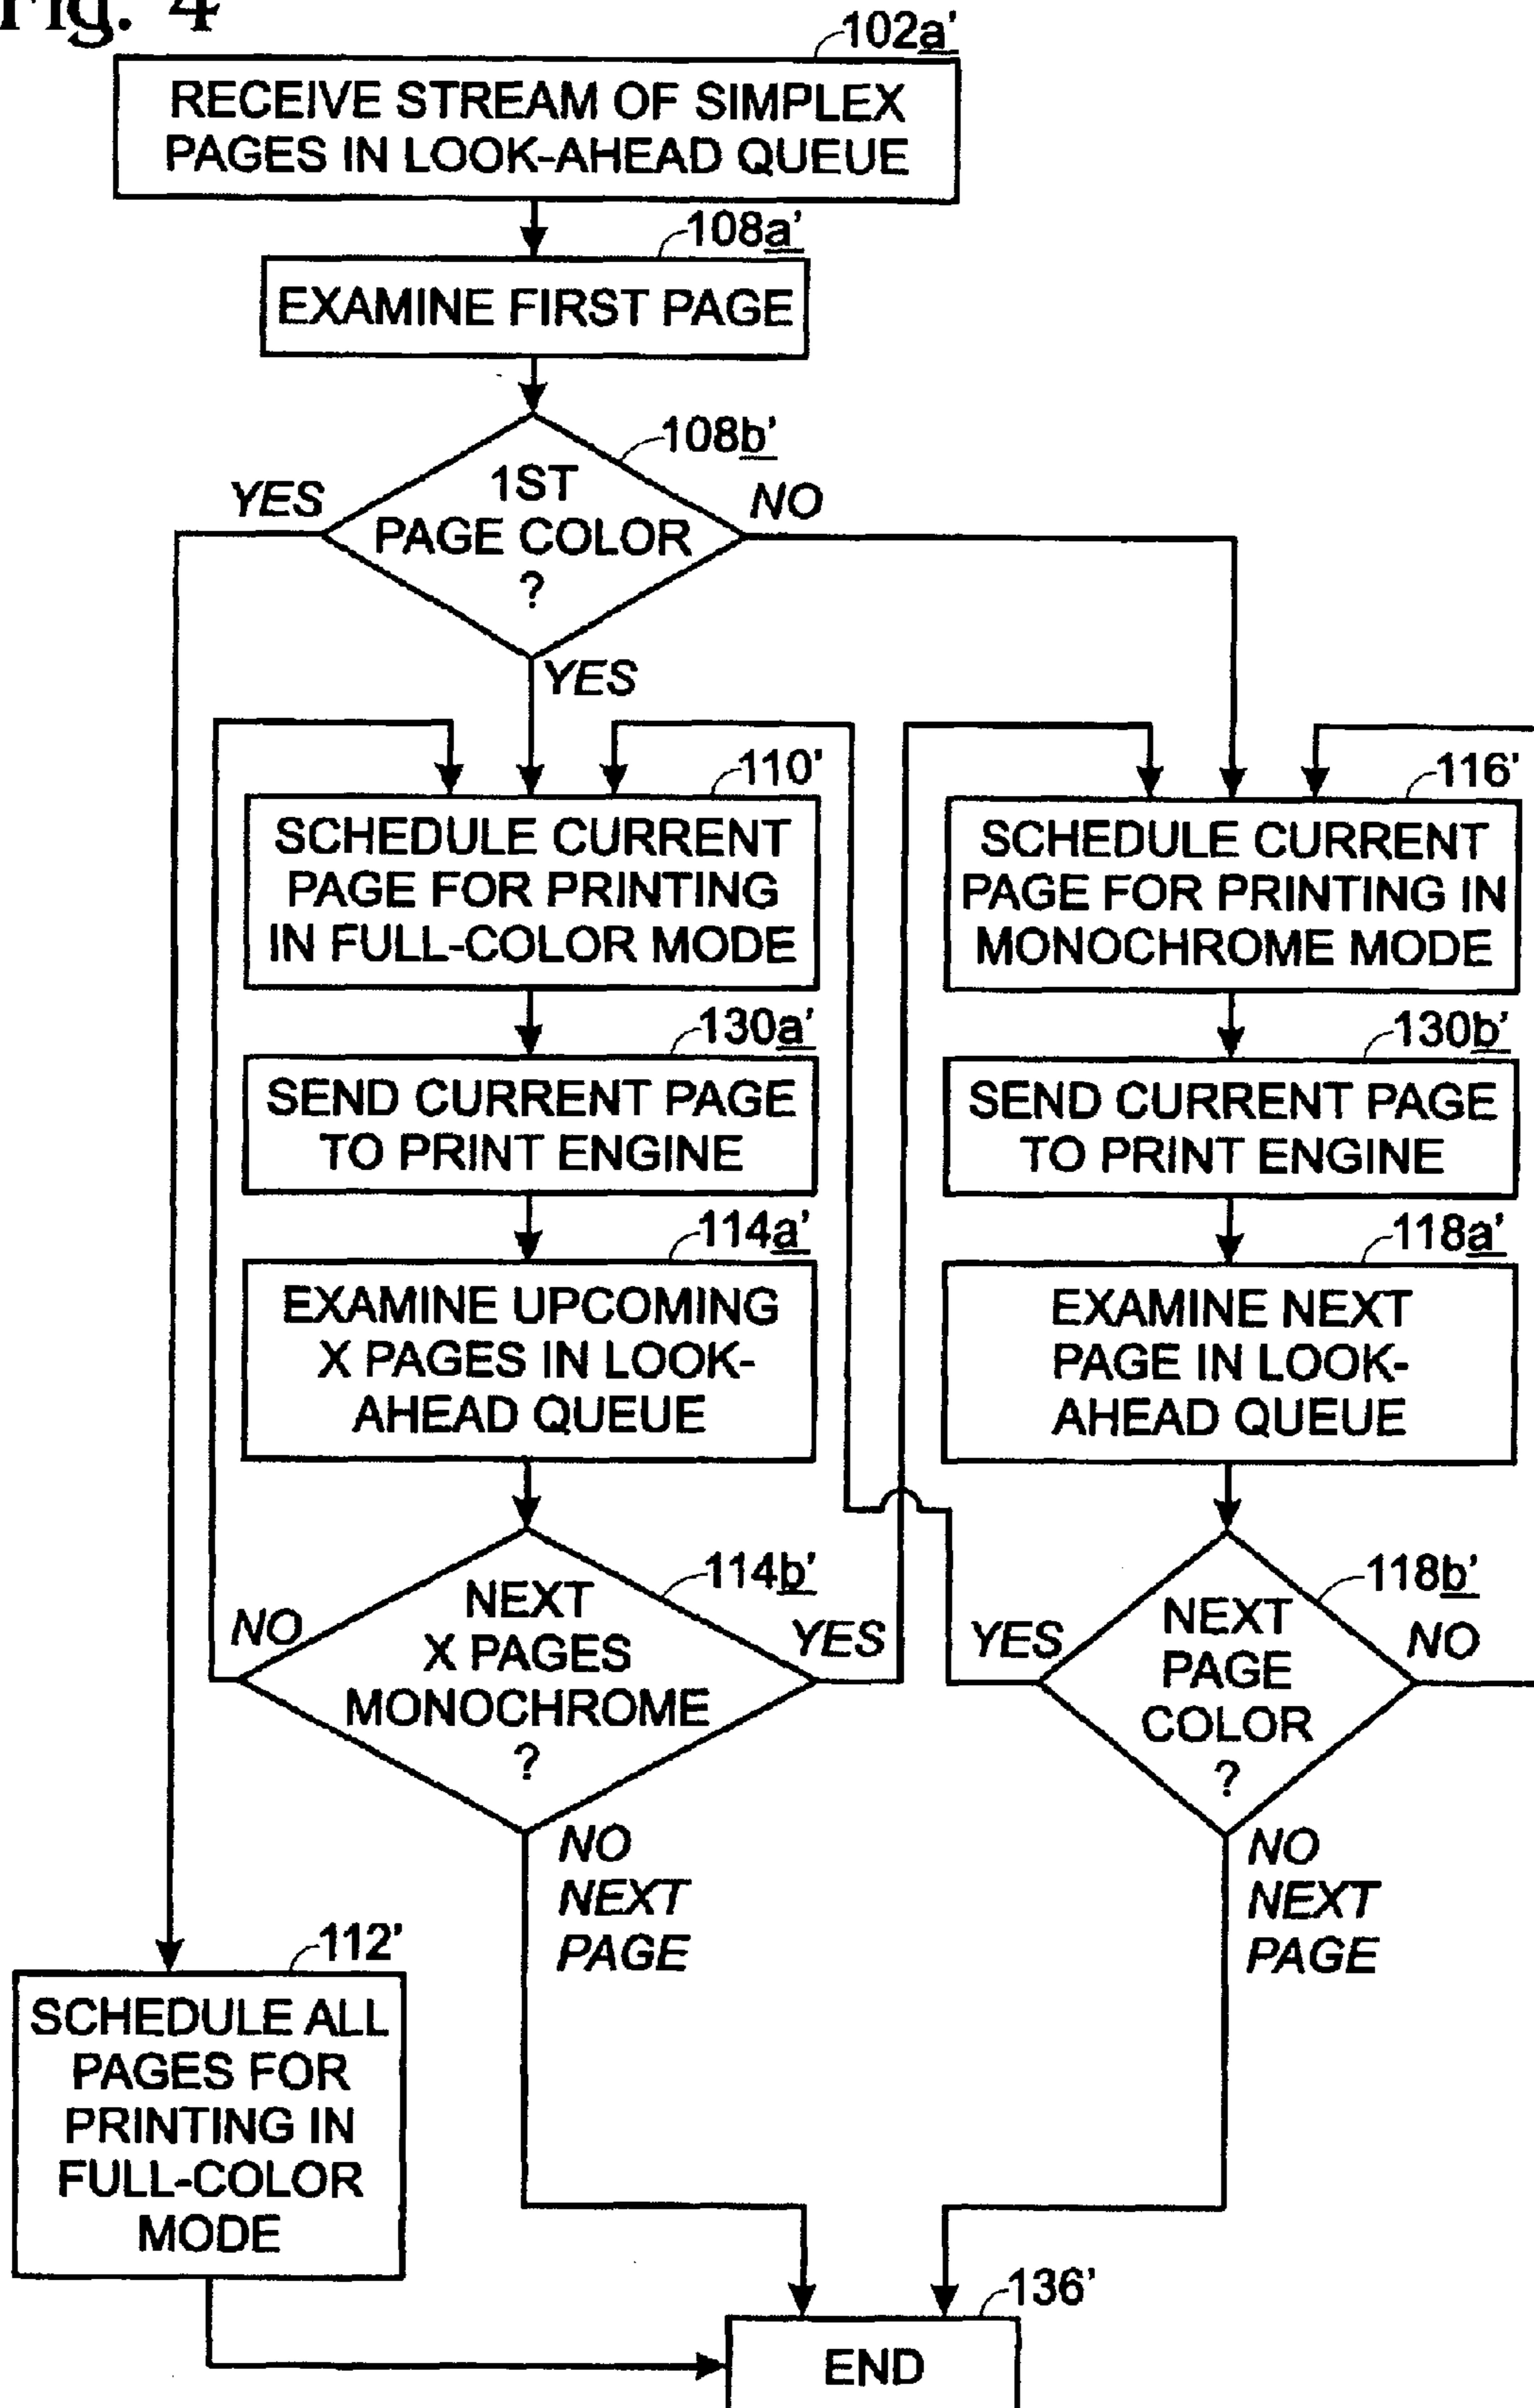 Fig. 4
102a'
RECEIVE STREAM OF SIMPLEX
PAGES IN LOOK-AHEAD QUEUE
108a'
EXAMINE FIRST PAGE
108b'
1ST
PAGE COLOR
?
YES
NO
YES
110'
SCHEDULE CURRENT
PAGE FOR PRINTING
IN FULL-COLOR MODE
116'
SCHEDULE CURRENT
PAGE FOR PRINTING IN
MONOCHROME MODE
130a'
SEND CURRENT PAGE
TO PRINT ENGINE
130b'
SEND CURRENT PAGE
TO PRINT ENGINE
114a'
EXAMINE UPCOMING
X PAGES IN LOOK-
AHEAD QUEUE
118a'
EXAMINE NEXT
PAGE IN LOOK-
AHEAD QUEUE
114b'
NEXT
X PAGES
MONOCHROME
?
NO
YES
118b'
NEXT
PAGE
COLOR
?
YES
NO
NO
NEXT
PAGE
NO
NEXT
PAGE
112'
SCHEDULE ALL
PAGES FOR
PRINTING IN
FULL-COLOR
MODE
136'
END